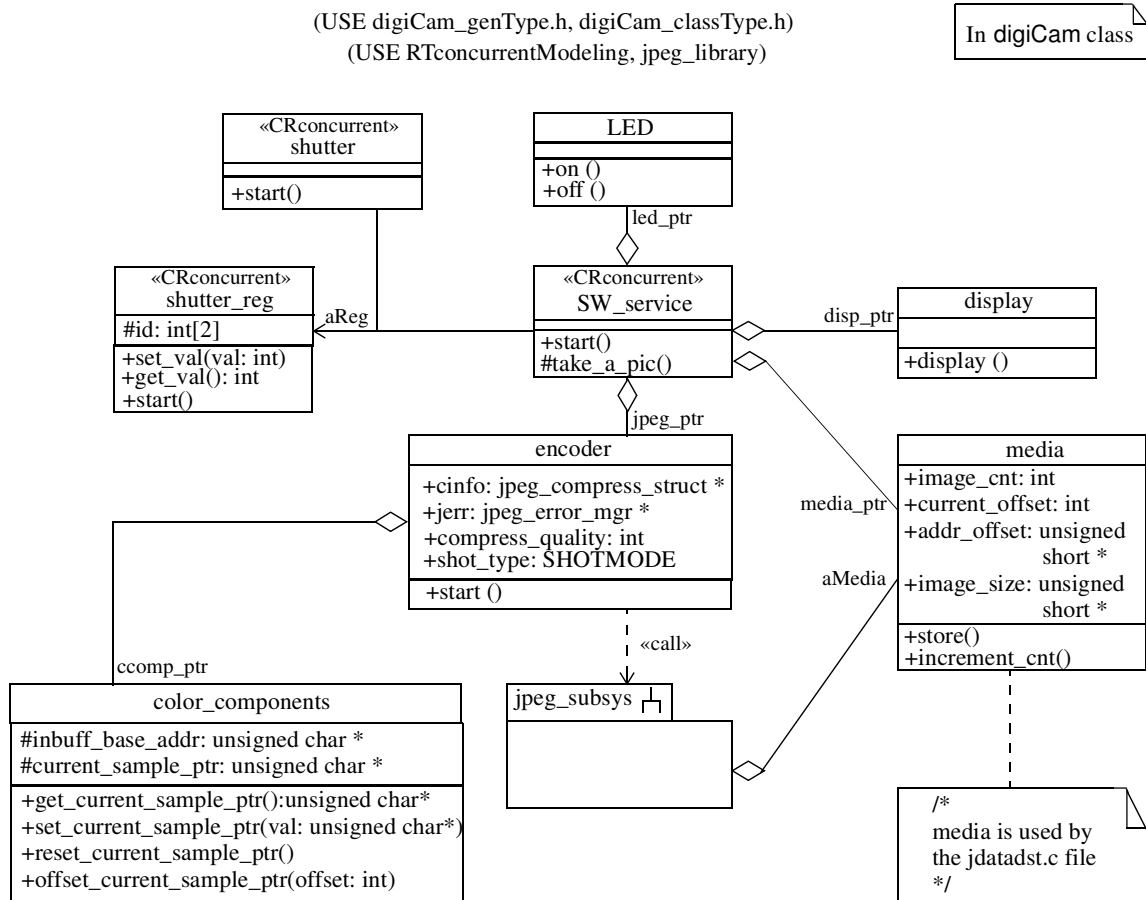 (USE digiCam_genType.h, digiCam_classType.h)
(USE RTconcurrentModeling, jpeg_library)
In digiCam class
«CRconcurrent»
shutter
+start()
LED
+on ()
+off ()
led_ptr
«CRconcurrent»
shutter_reg
#id: int[2]
+set_val(val: int)
+get_val(): int
+start()
aReg
«CRconcurrent»
SW_service
+start()
#take_a_pic()
disp_ptr
display
+display ()
jpeg_ptr
encoder
+cinfo: jpeg_compress_struct *
+jerr: jpeg_error_mgr *
+compress_quality: int
+shot_type: SHOTMODE
+start ()
media_ptr
aMedia
media
+image_cnt: int
+current_offset: int
+addr_offset: unsigned
short *
+image_size: unsigned
short *
+store()
+increment_cnt()
«call»
ccomp_ptr
color_components
#inbuff_base_addr: unsigned char *
#current_sample_ptr: unsigned char *
+get_current_sample_ptr():unsigned char*
+set_current_sample_ptr(val: unsigned char*)
+reset_current_sample_ptr()
+offset_current_sample_ptr(offset: int)
jpeg_subsys
/*
media is used by
the jdatadst.c file
*/